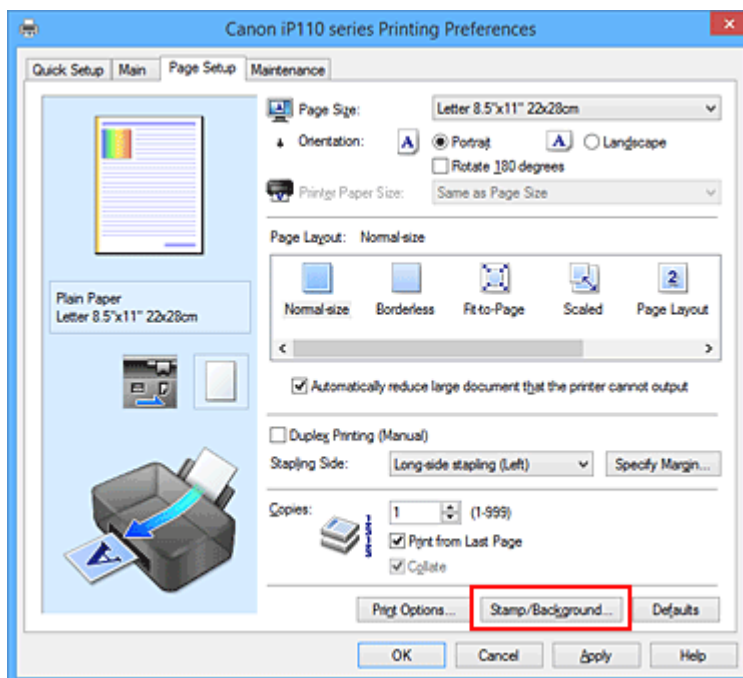 Canon iP110 series Printing Preferences
Quick Setup Main Page Setup Maintenance
Page Size: Letter 8.5"x11" 22x28cm
Orientation: A Portrait A Landscape
Rotate 180 degrees
Printer Paper Size: Same as Page Size
Page Layout: Normal-size
2
Normal-size Borderless Fit-to-Page Scaled Page Layout
Plain Paper
Letter 8.5"x11" 22x28cm
Automatically reduce large document that the printer cannot output
Duplex Printing (Manual)
Stapling Side: Long-side stapling (Left) Specify Margin...
Copies: 1 (1-999)
Print from Last Page
Collate
A
Print Options... Stamp/Background... Defaults
OK Cancel Apply Help